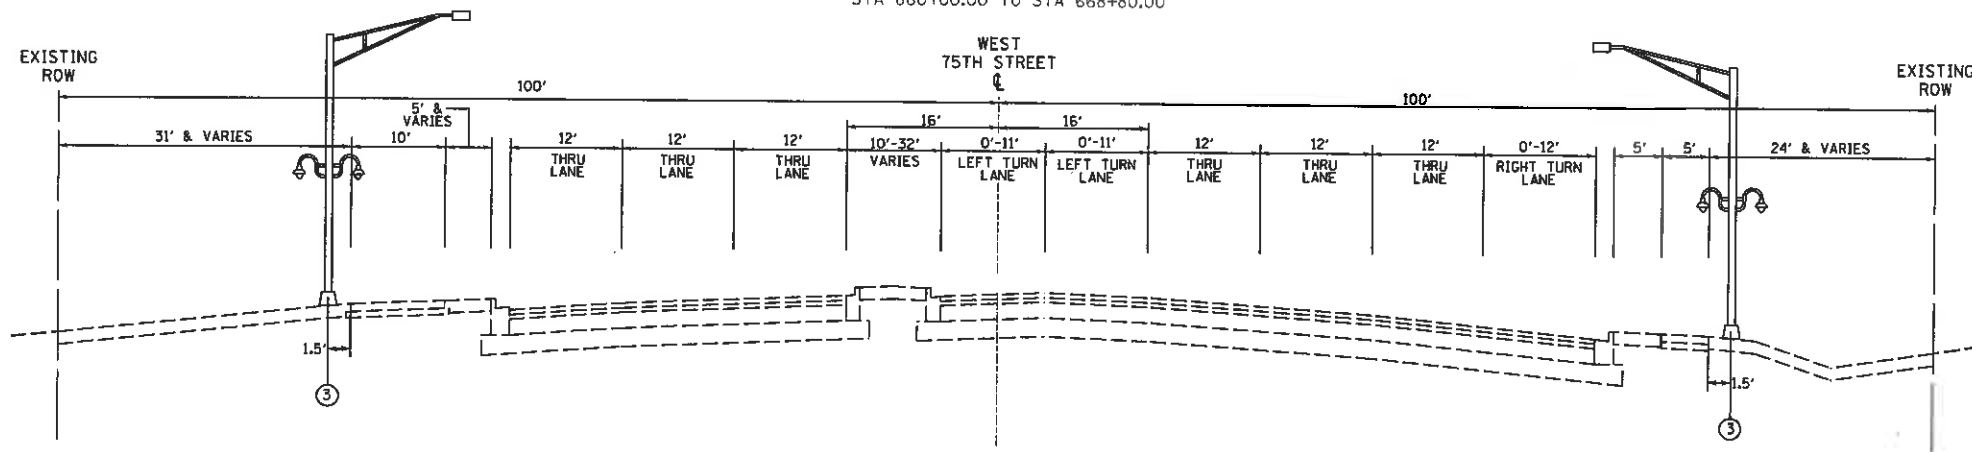 EXISTING
ROW
WEST
75TH STREET
℄
EXISTING
ROW
100'
100'
5' &
VARIES
16'
16'
31' & VARIES
10'
12'
THRU
LANE
12'
THRU
LANE
12'
THRU
LANE
10'-32'
VARIES
0'-11'
LEFT TURN
LANE
0'-11'
LEFT TURN
LANE
12'
THRU
LANE
12'
THRU
LANE
12'
THRU
LANE
0'-12'
RIGHT TURN
LANE
5'
5'
24' & VARIES
1.5'
1.5'
3
3